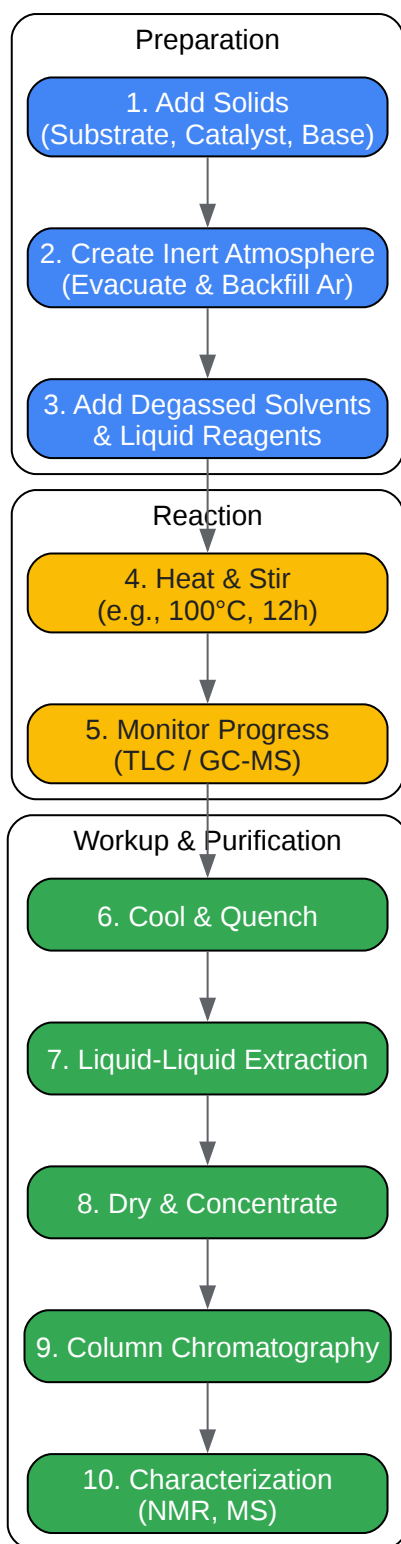 Preparation
1. Add Solids
(Substrate, Catalyst, Base)
2. Create Inert Atmosphere
(Evacuate & Backfill Ar)
3. Add Degassed Solvents
& Liquid Reagents
Reaction
4. Heat & Stir
(e.g., 100°C, 12h)
5. Monitor Progress
(TLC / GC-MS)
Workup & Purification
6. Cool & Quench
7. Liquid-Liquid Extraction
8. Dry & Concentrate
9. Column Chromatography
10. Characterization
(NMR, MS)